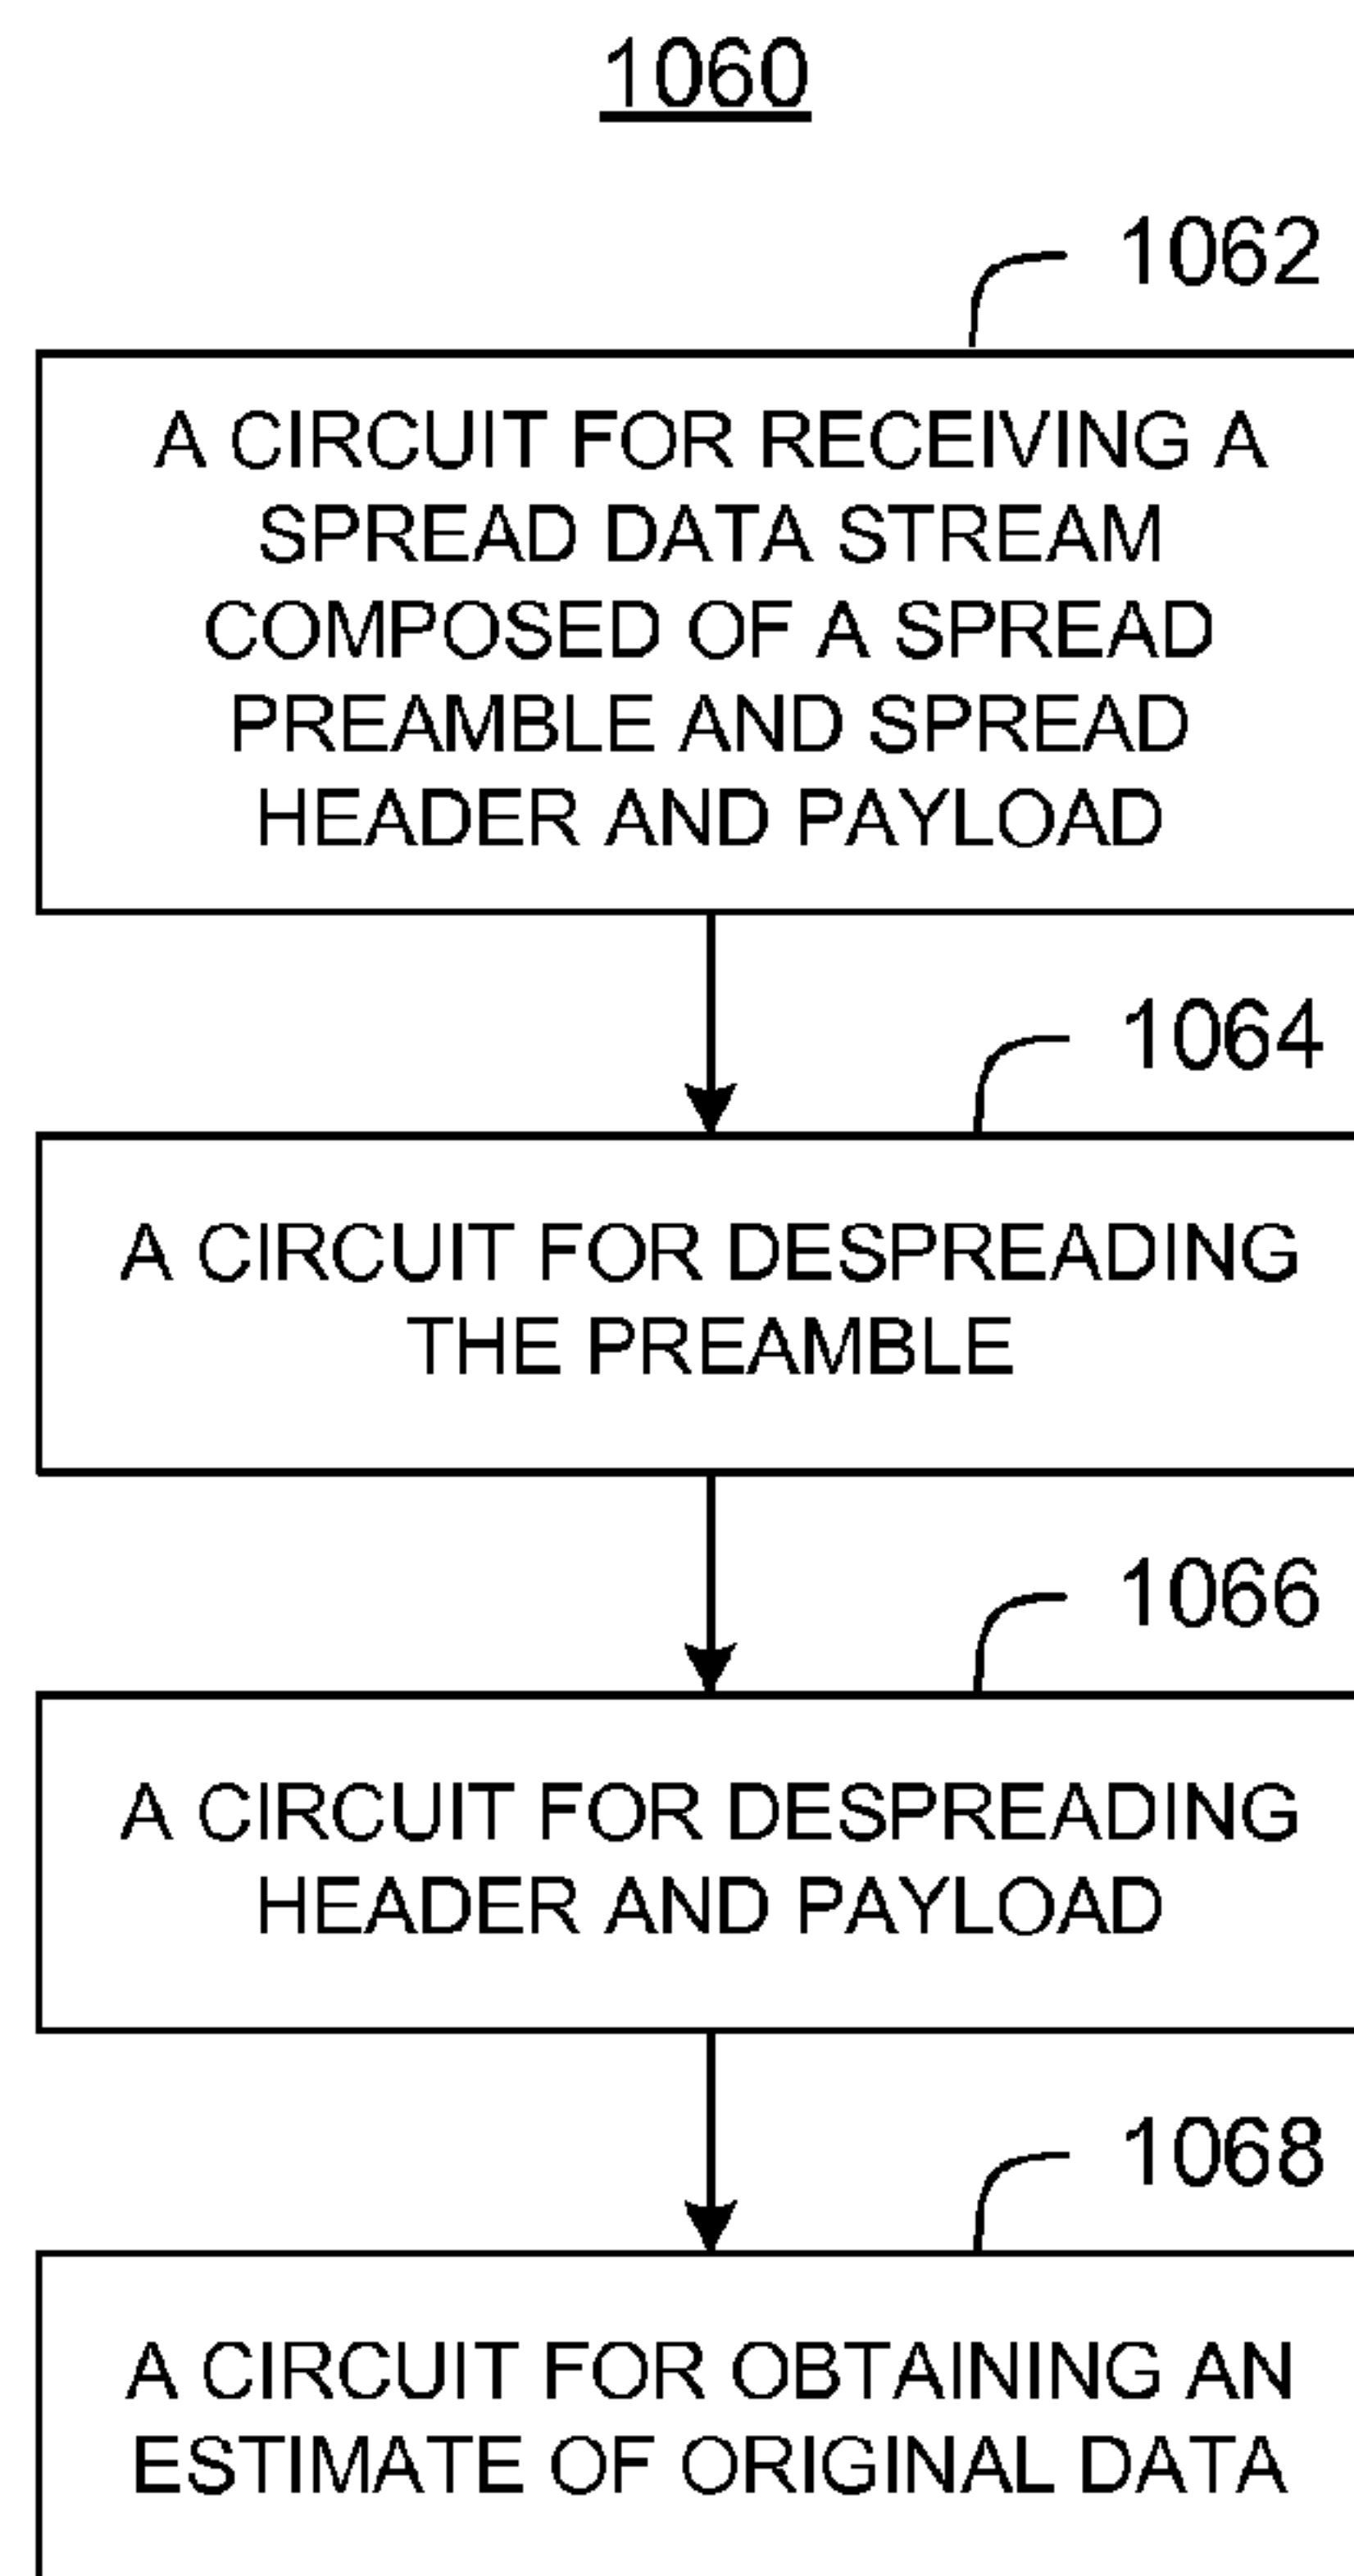 1060
1062
A CIRCUIT FOR RECEIVING A
SPREAD DATA STREAM
COMPOSED OF A SPREAD
PREAMBLE AND SPREAD
HEADER AND PAYLOAD
1064
A CIRCUIT FOR DESPREADING
THE PREAMBLE
1066
A CIRCUIT FOR DESPREADING
HEADER AND PAYLOAD
1068
A CIRCUIT FOR OBTAINING AN
ESTIMATE OF ORIGINAL DATA